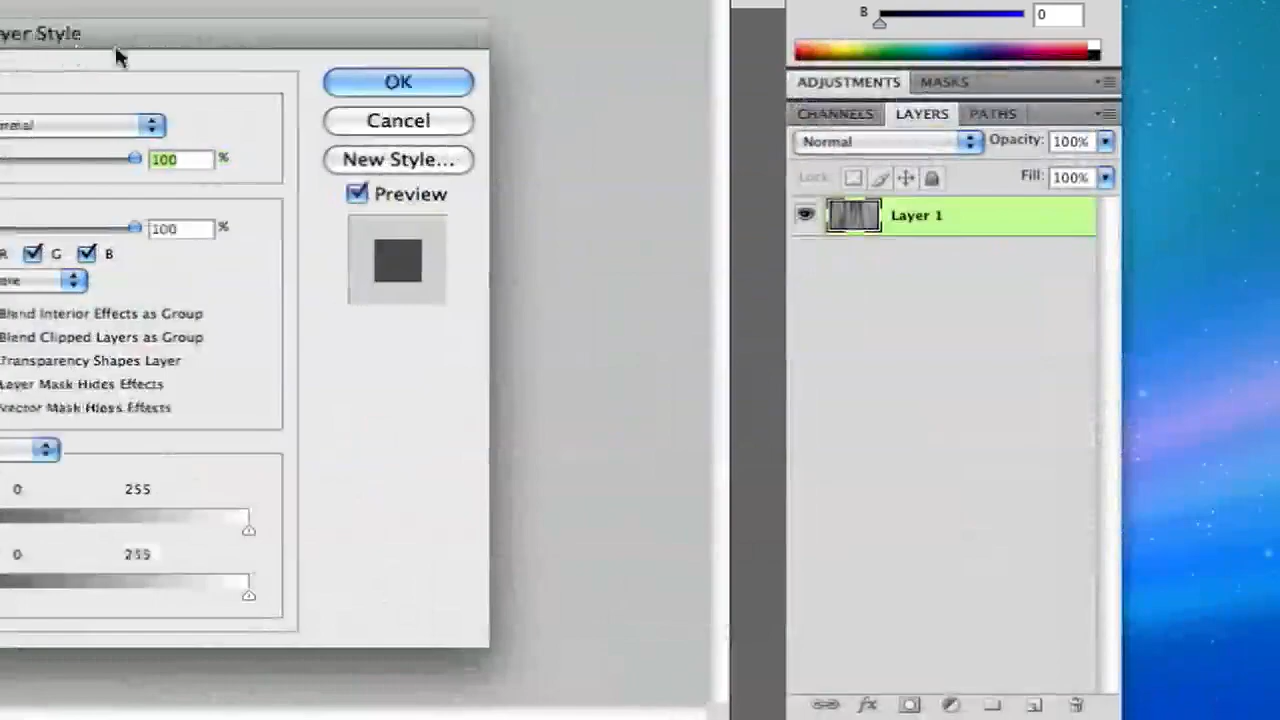 B 0
yer Style
OK
ADJUSTMENTS MASKS
CHANNELS LAYERS PATHS
Cancel
Normal Opacity: 100%
100 %
New Style...
Lock: Fill: 100%
Preview
Layer 1
100 %
R G B
Blend Interior Effects as Group
Blend Clipped Layers as Group
Transparency Shapes Layer
Layer Mask Hides Effects
Vector Mask Hides Effects
0 255
0 255